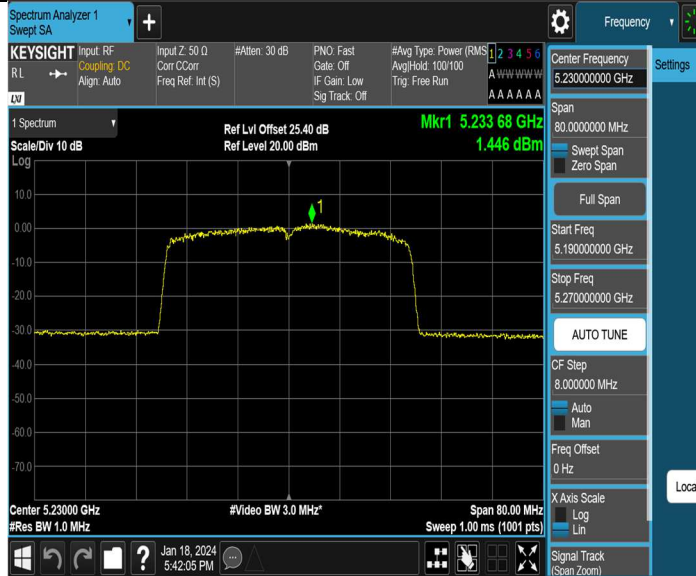 Spectrum Analyzer 1
Swept SA
Frequency
KEYSIGHT
RL
LXI
Input: RF
Coupling: DC
Align: Auto
Input Z: 50 Ω
Corr CCorr
Freq Ref: Int (S)
#Atten: 30 dB
PNO: Fast
Gate: Off
IF Gain: Low
Sig Track: Off
#Avg Type: Power (RMS
Avg|Hold: 100/100
Trig: Free Run
1 2 3 4 5 6
A W W W W W
A A A A A A
1 Spectrum
Scale/Div 10 dB
Log
Ref Lvl Offset 25.40 dB
Ref Level 20.00 dBm
Mkr1 5.233 68 GHz
1.446 dBm
1
10.0
0.00
-10.0
-20.0
-30.0
-40.0
-50.0
-60.0
-70.0
Center 5.23000 GHz
#Res BW 1.0 MHz
#Video BW 3.0 MHz*
Span 80.00 MHz
Sweep 1.00 ms (1001 pts)
?
Jan 18, 2024
5:42:05 PM
Center Frequency
5.230000000 GHz
Span
80.0000000 MHz
Swept Span
Zero Span
Full Span
Start Freq
5.190000000 GHz
Stop Freq
5.270000000 GHz
AUTO TUNE
CF Step
8.000000 MHz
Auto
Man
Freq Offset
0 Hz
X Axis Scale
Log
Lin
Signal Track
(Span Zoom)
Settings
Loca